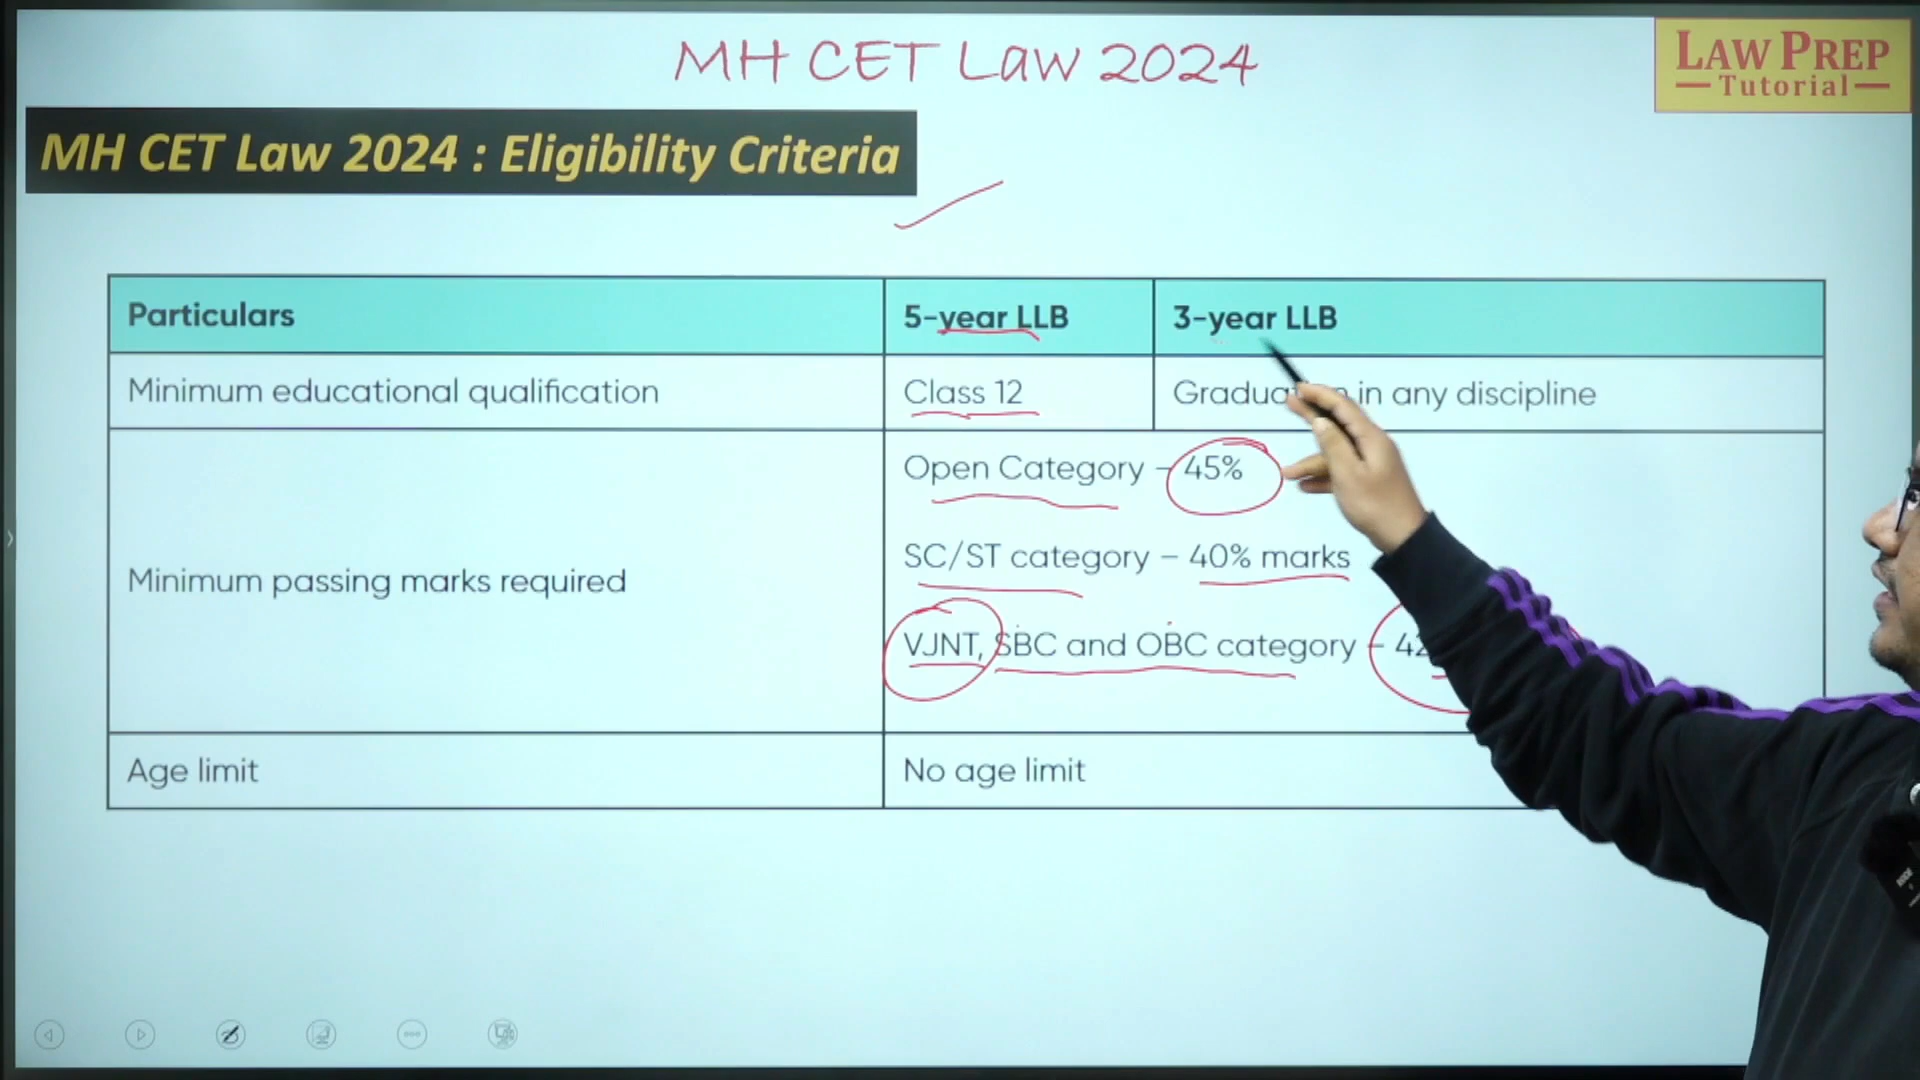 MH CET Law 2024
LAW PREP
Tutorial
MH CET Law 2024 : Eligibility Criteria
Particulars
5-year LLB
3-year LLB
Minimum educational qualification
Class 12
in any discipline
Open Category – 45%
SC/ST category – 40% marks
Minimum passing marks required
VJNT, SBC and OBC category –
Age limit
No age limit